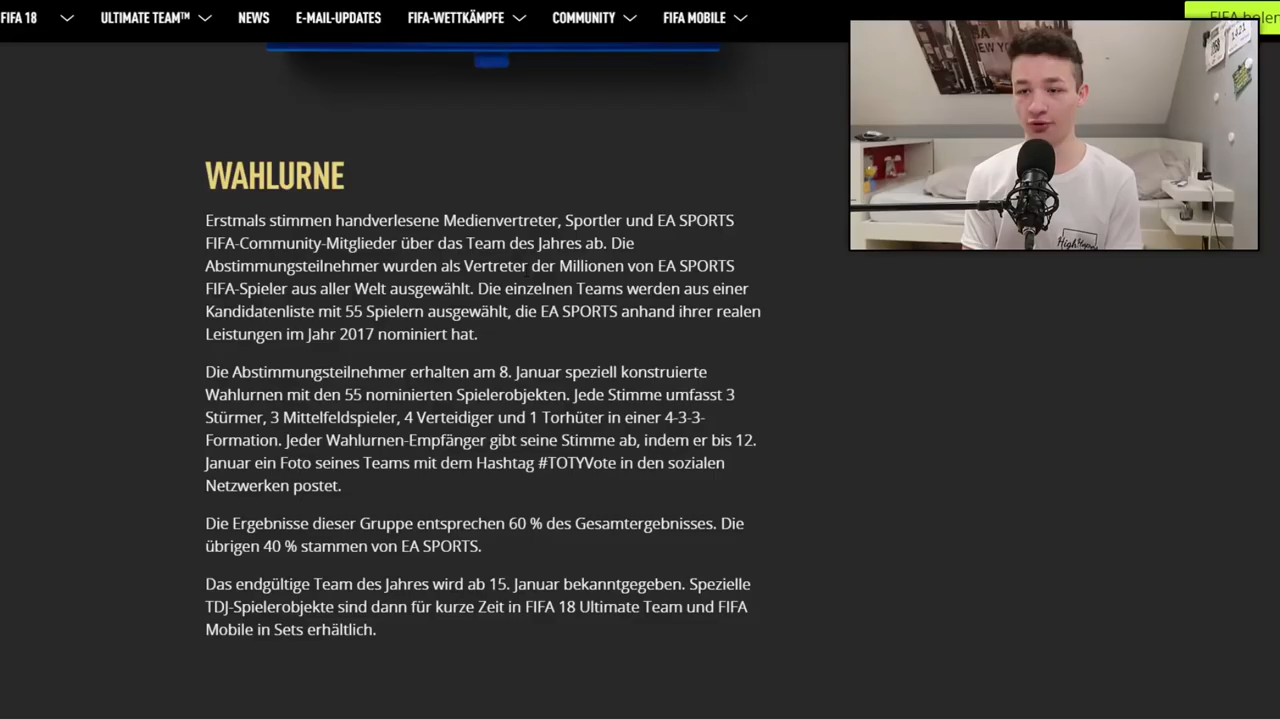 FIFA 18 ULTIMATE TEAM™ NEWS E-MAIL-UPDATES FIFA-WETTKÄMPFE COMMUNITY FIFA MOBILE
WAHLURNE
Erstmals stimmen handverlesene Medienvertreter, Sportler und EA SPORTS
FIFA-Community-Mitglieder über das Team des Jahres ab. Die
Abstimmungsteilnehmer wurden als Vertreter der Millionen von EA SPORTS
FIFA-Spieler aus aller Welt ausgewählt. Die einzelnen Teams werden aus einer
Kandidatenliste mit 55 Spielern ausgewählt, die EA SPORTS anhand ihrer realen
Leistungen im Jahr 2017 nominiert hat.
Die Abstimmungsteilnehmer erhalten am 8. Januar speziell konstruierte
Wahlurnen mit den 55 nominierten Spielerobjekten. Jede Stimme umfasst 3
Stürmer, 3 Mittelfeldspieler, 4 Verteidiger und 1 Torhüter in einer 4-3-3-
Formation. Jeder Wahlurnen-Empfänger gibt seine Stimme ab, indem er bis 12.
Januar ein Foto seines Teams mit dem Hashtag #TOTYVote in den sozialen
Netzwerken postet.
Die Ergebnisse dieser Gruppe entsprechen 60 % des Gesamtergebnisses. Die
übrigen 40 % stammen von EA SPORTS.
Das endgültige Team des Jahres wird ab 15. Januar bekanntgegeben. Spezielle
TDJ-Spielerobjekte sind dann für kurze Zeit in FIFA 18 Ultimate Team und FIFA
Mobile in Sets erhältlich.